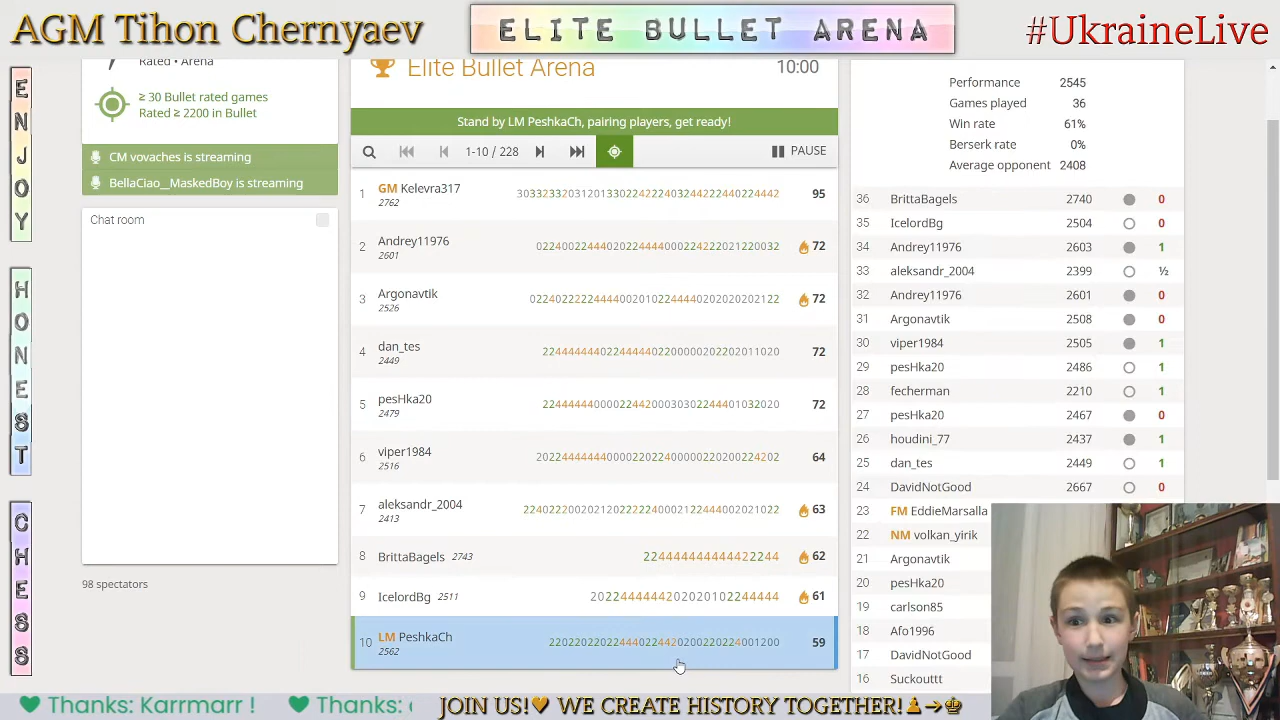 AGM Tihon Chernyaev
ELITE BULLET ARENA
#UkraineLive
ENJOY
HONEST
CHESS
Rated • Arena
≥ 30 Bullet rated games
Rated ≥ 2200 in Bullet
CM vovaches is streaming
BellaCiao__MaskedBoy is streaming
Chat room
98 spectators
Elite Bullet Arena
10:00
Stand by LM PeshkaCh, pairing players, get ready!
1-10 / 228
PAUSE
1 GM Kelevra317 95
2762
2 Andrey11976 72
2601
3 Argonavtik 72
2526
4 dan_tes 72
2449
5 pesHka20 72
2479
6 viper1984 64
2516
7 aleksandr_2004 63
2413
8 BrittaBagels 2743 2244444444442244 62
9 IcelordBg 2511 61
10 LM PeshkaCh 59
2562
Performance 2545
Games played 36
Win rate 61%
Berserk rate 0%
Average opponent 2408
36 BrittaBagels 2740 0
35 IcelordBg 2504 0
34 Andrey11976 2603 1
33 aleksandr_2004 2399 ½
32 Andrey11976 2601 0
31 Argonavtik 2508 0
30 viper1984 2505 1
29 pesHka20 2486 1
28 fecherman 2210 1
27 pesHka20 2467 0
26 houdini_77 2437 1
25 dan_tes 2449 1
24 DavidNotGood 2667 0
23 FM EddieMarsalla
22 NM volkan_yirik
21 Argonavtik
20 pesHka20
19 carlson85
18 Afo1996
17 DavidNotGood
16 Suckouttt
Thanks: Karrmarr ! Thanks:
JOIN US! WE CREATE HISTORY TOGETHER!